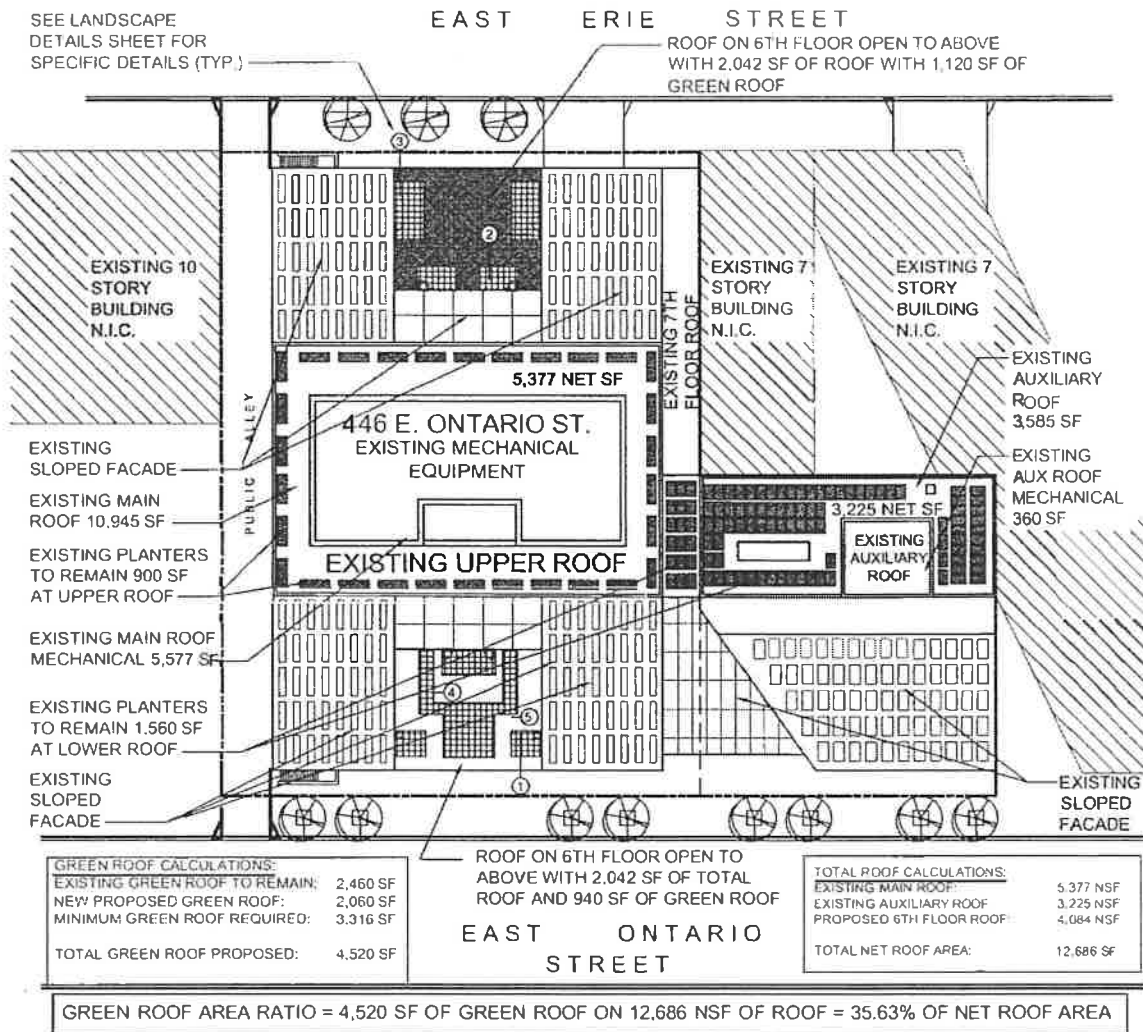 SEE LANDSCAPE
DETAILS SHEET FOR
SPECIFIC DETAILS (TYP.)
EAST ERIE STREET
ROOF ON 6TH FLOOR OPEN TO ABOVE
WITH 2,042 SF OF ROOF WITH 1,120 SF OF
GREEN ROOF
3
2
EXISTING 10
STORY
BUILDING
N.I.C.
EXISTING 7TH
FLOOR ROOF
EXISTING 7
STORY
BUILDING
N.I.C.
EXISTING 7
STORY
BUILDING
N.I.C.
PUBLIC ALLEY
5,377 NET SF
446 E. ONTARIO ST.
EXISTING MECHANICAL
EQUIPMENT
EXISTING UPPER ROOF
3,225 NET SF
EXISTING
AUXILIARY
ROOF
EXISTING
AUXILIARY
ROOF
3,585 SF
EXISTING
AUX ROOF
MECHANICAL
360 SF
EXISTING
SLOPED FACADE
EXISTING MAIN
ROOF 10,945 SF
EXISTING PLANTERS
TO REMAIN 900 SF
AT UPPER ROOF
EXISTING MAIN ROOF
MECHANICAL 5,577 SF
EXISTING PLANTERS
TO REMAIN 1.560 SF
AT LOWER ROOF
EXISTING
SLOPED
FACADE
4
5
1
EXISTING
SLOPED
FACADE
ROOF ON 6TH FLOOR OPEN TO
ABOVE WITH 2,042 SF OF TOTAL
ROOF AND 940 SF OF GREEN ROOF
EAST ONTARIO
STREET
GREEN ROOF CALCULATIONS:
EXISTING GREEN ROOF TO REMAIN: 2,460 SF
NEW PROPOSED GREEN ROOF: 2,060 SF
MINIMUM GREEN ROOF REQUIRED: 3.316 SF
TOTAL GREEN ROOF PROPOSED: 4.520 SF
TOTAL ROOF CALCULATIONS:
EXISTING MAIN ROOF: 5.377 NSF
EXISTING AUXILIARY ROOF 3,225 NSF
PROPOSED 6TH FLOOR ROOF: 4,084 NSF
TOTAL NET ROOF AREA: 12,686 SF
GREEN ROOF AREA RATIO = 4,520 SF OF GREEN ROOF ON 12,686 NSF OF ROOF = 35.63% OF NET ROOF AREA